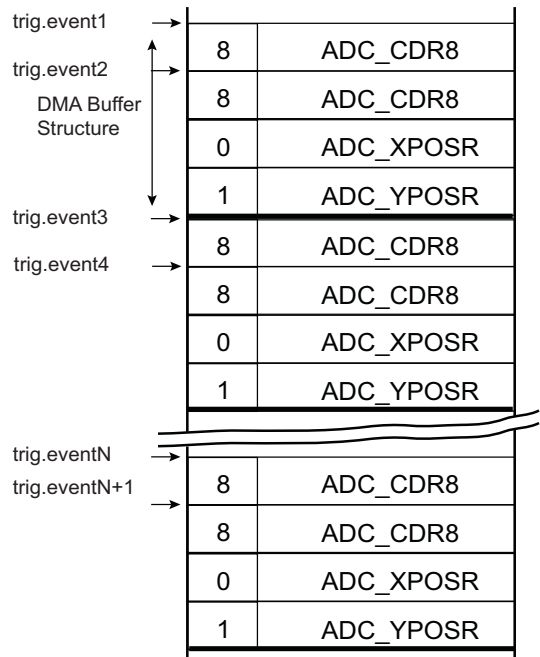 trig.event1
8 ADC_CDR8
trig.event2
8 ADC_CDR8
DMA Buffer
Structure
0 ADC_XPOSR
1 ADC_YPOSR
trig.event3
8 ADC_CDR8
trig.event4
8 ADC_CDR8
0 ADC_XPOSR
1 ADC_YPOSR
trig.eventN
8 ADC_CDR8
trig.eventN+1
8 ADC_CDR8
0 ADC_XPOSR
1 ADC_YPOSR